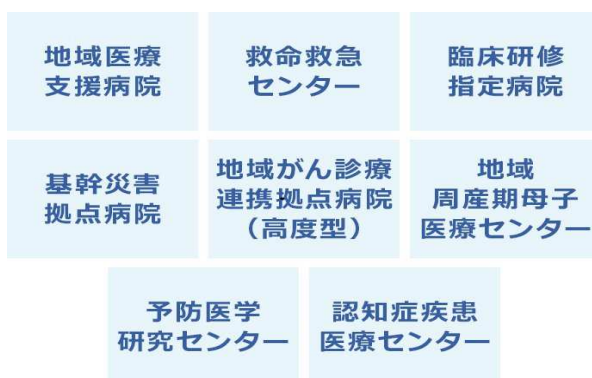 地域医療
支援病院
救命救急
センター
臨床研修
指定病院
基幹災害
拠点病院
地域がん診療
連携拠点病院
（高度型）
地域
周産期母子
医療センター
予防医学
研究センター
認知症疾患
医療センター